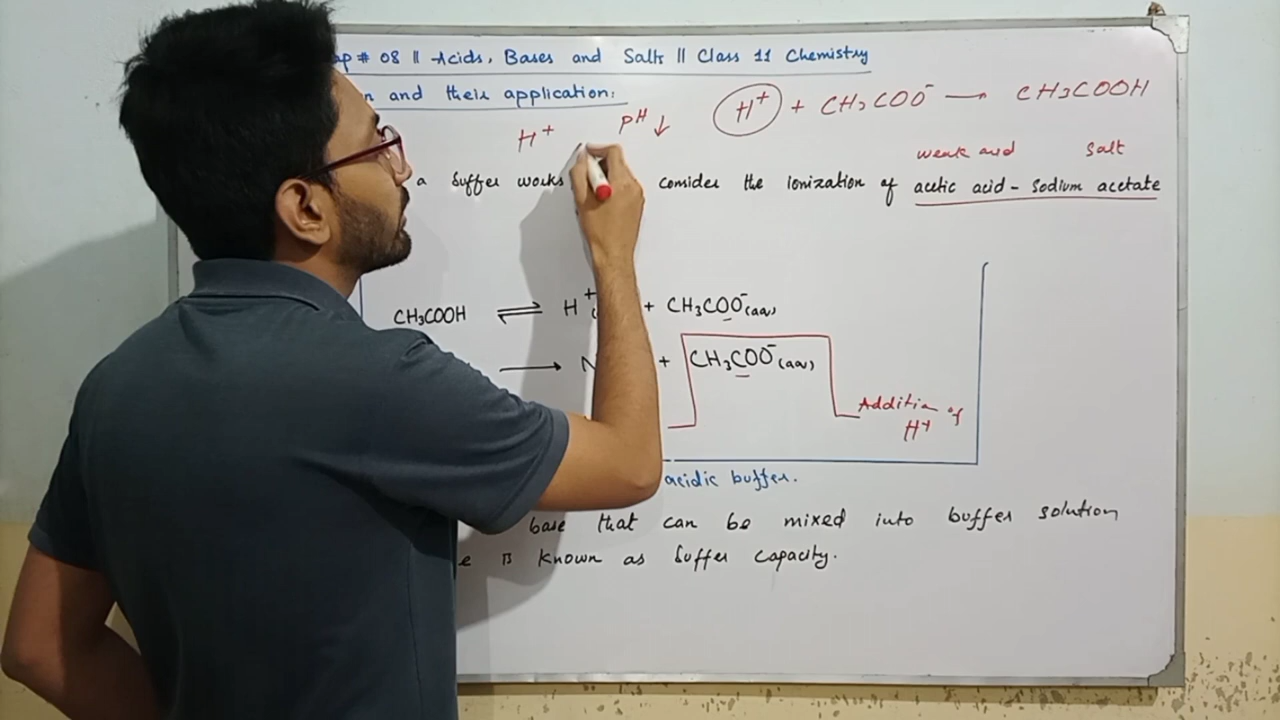 ap # 08 || Acids, Bases and Salts || Class 11 Chemistry
n and their application:
H⁺ + CH3COO⁻ → CH3COOH
H⁺ pH↓
weak acid salt
a buffer works consider the ionization of acetic acid - sodium acetate
CH3COOH ⇌ H⁺ + CH3COO⁻(aq)
→ N + CH3COO⁻(aq)
Addition of
H⁺
acidic buffer.
base that can be mixed into buffer solution
e is known as buffer capacity.